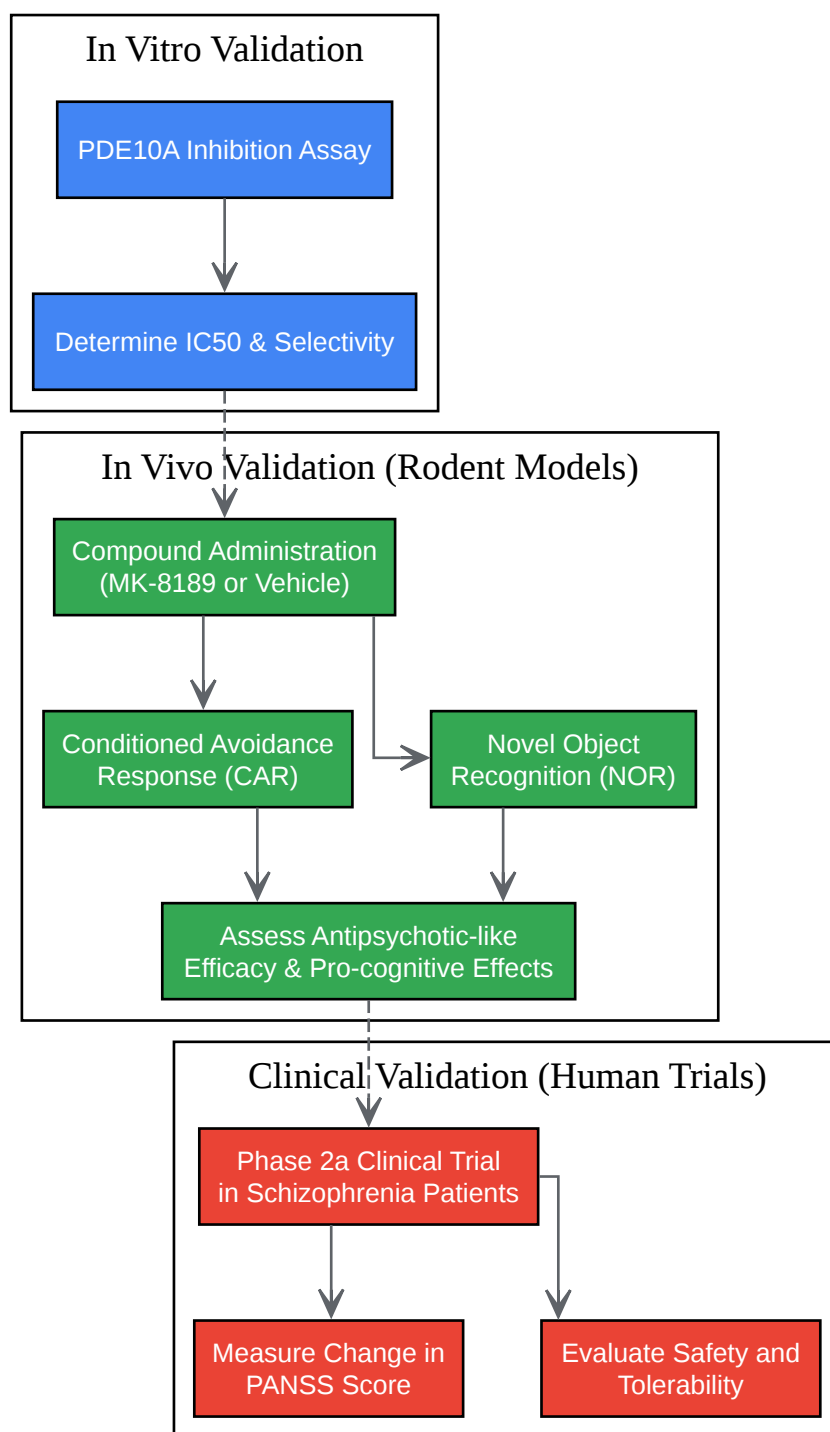 In Vitro Validation
PDE10A Inhibition Assay
Determine IC50 & Selectivity
In Vivo Validation (Rodent Models)
Compound Administration
(MK-8189 or Vehicle)
Conditioned Avoidance
Response (CAR)
Novel Object
Recognition (NOR)
Assess Antipsychotic-like
Efficacy & Pro-cognitive Effects
Clinical Validation (Human Trials)
Phase 2a Clinical Trial
in Schizophrenia Patients
Measure Change in
PANSS Score
Evaluate Safety and
Tolerability